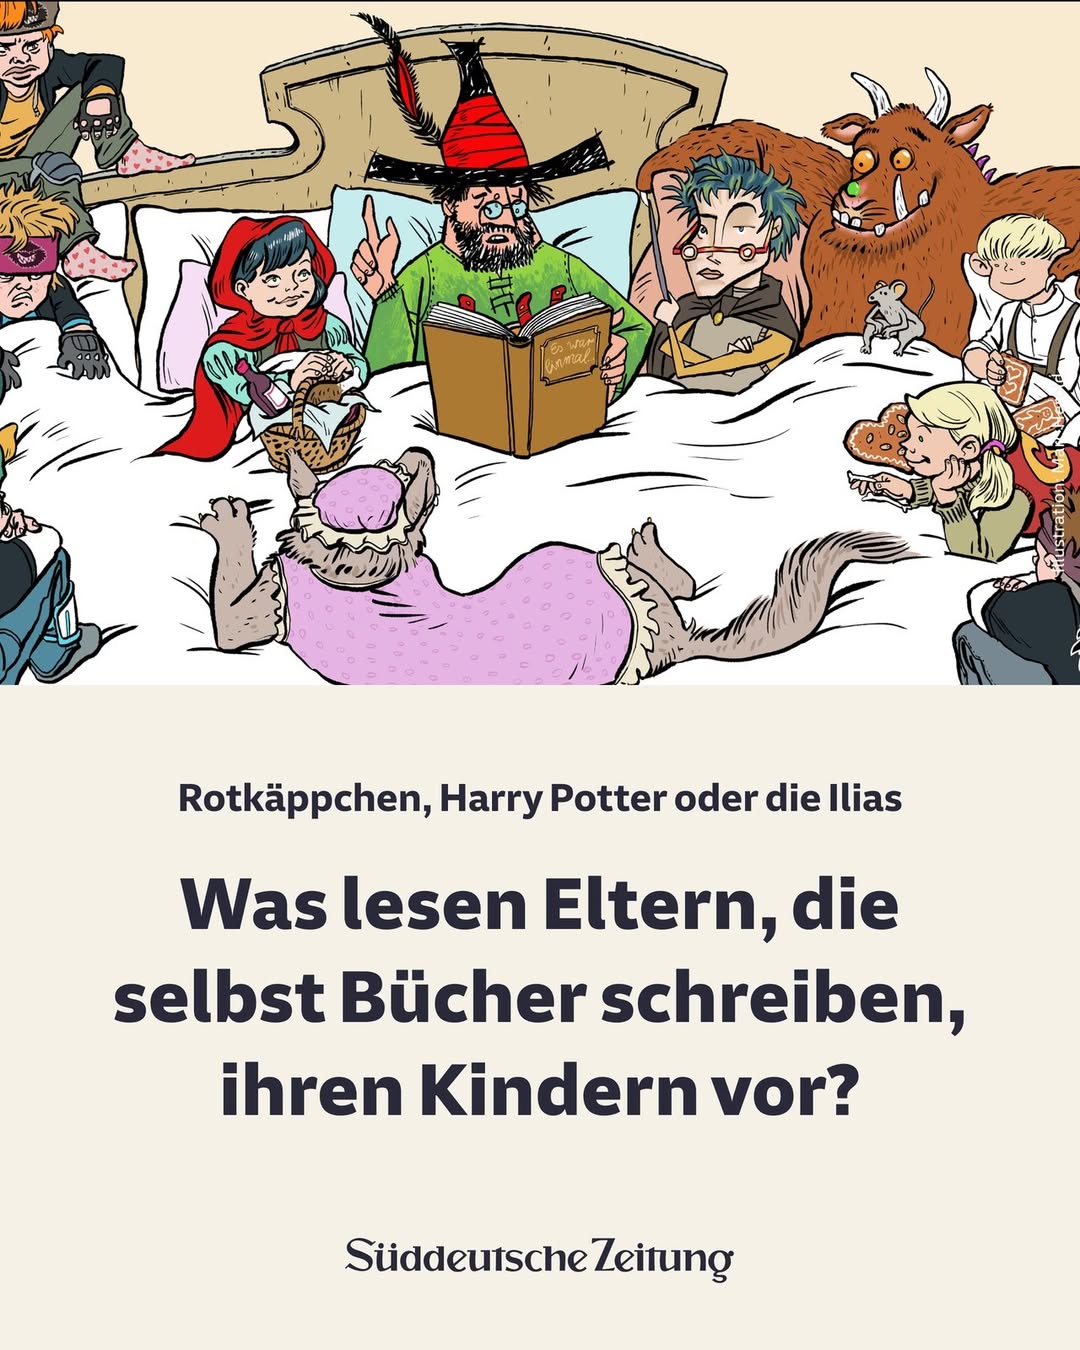 Es war
einmal
Illustration:
Rotkäppchen, Harry Potter oder die Ilias
Was lesen Eltern, die
selbst Bücher schreiben,
ihren Kindern vor?
Süddeutsche Zeitung